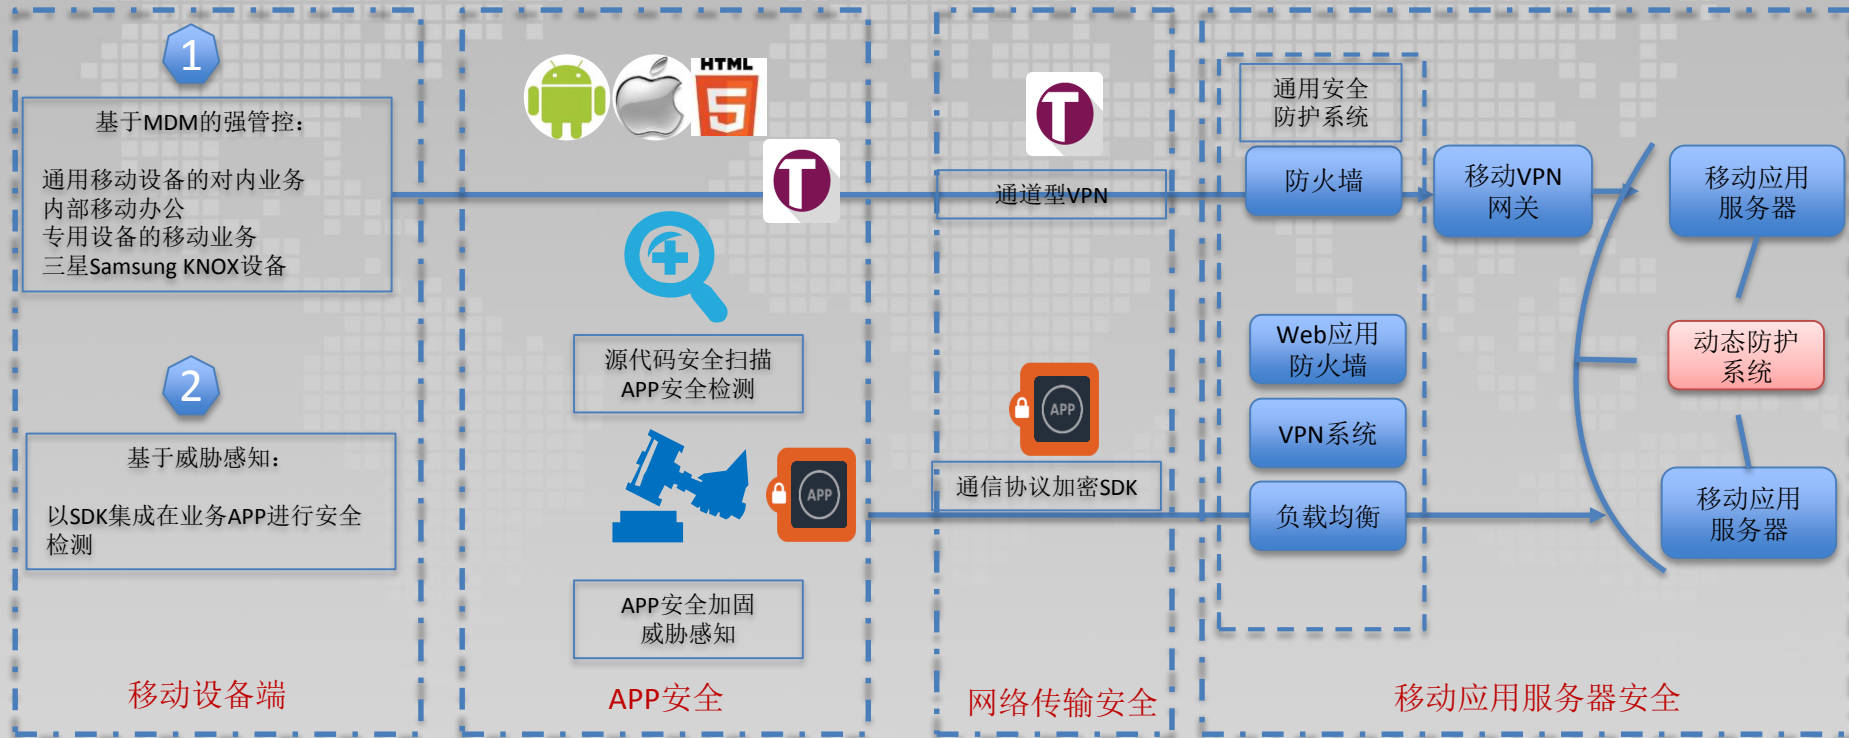 1
基于MDM的强管控：
通用移动设备的对内业务
内部移动办公
专用设备的移动业务
三星Samsung KNOX设备
2
基于威胁感知：
以SDK集成在业务APP进行安全
检测
移动设备端
HTML
5
T
源代码安全扫描
APP安全检测
APP
APP安全加固
威胁感知
APP安全
T
通道型VPN
APP
通信协议加密SDK
网络传输安全
通用安全
防护系统
防火墙
Web应用
防火墙
VPN系统
负载均衡
移动VPN
网关
移动应用
服务器
动态防护
系统
移动应用
服务器
移动应用服务器安全